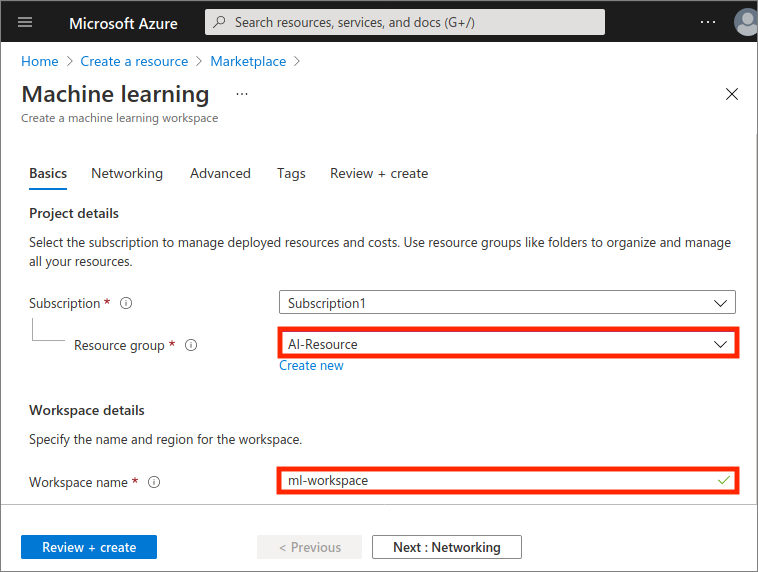 Microsoft Azure
Search resources, services, and docs (G+/)
...
Home > Create a resource > Marketplace >
Machine learning ...
Create a machine learning workspace
Basics Networking Advanced Tags Review + create
Project details
Select the subscription to manage deployed resources and costs. Use resource groups like folders to organize and manage
all your resources.
Subscription * Subscription1
Resource group * AI-Resource
Create new
Workspace details
Specify the name and region for the workspace.
Workspace name * ml-workspace
Review + create < Previous Next : Networking